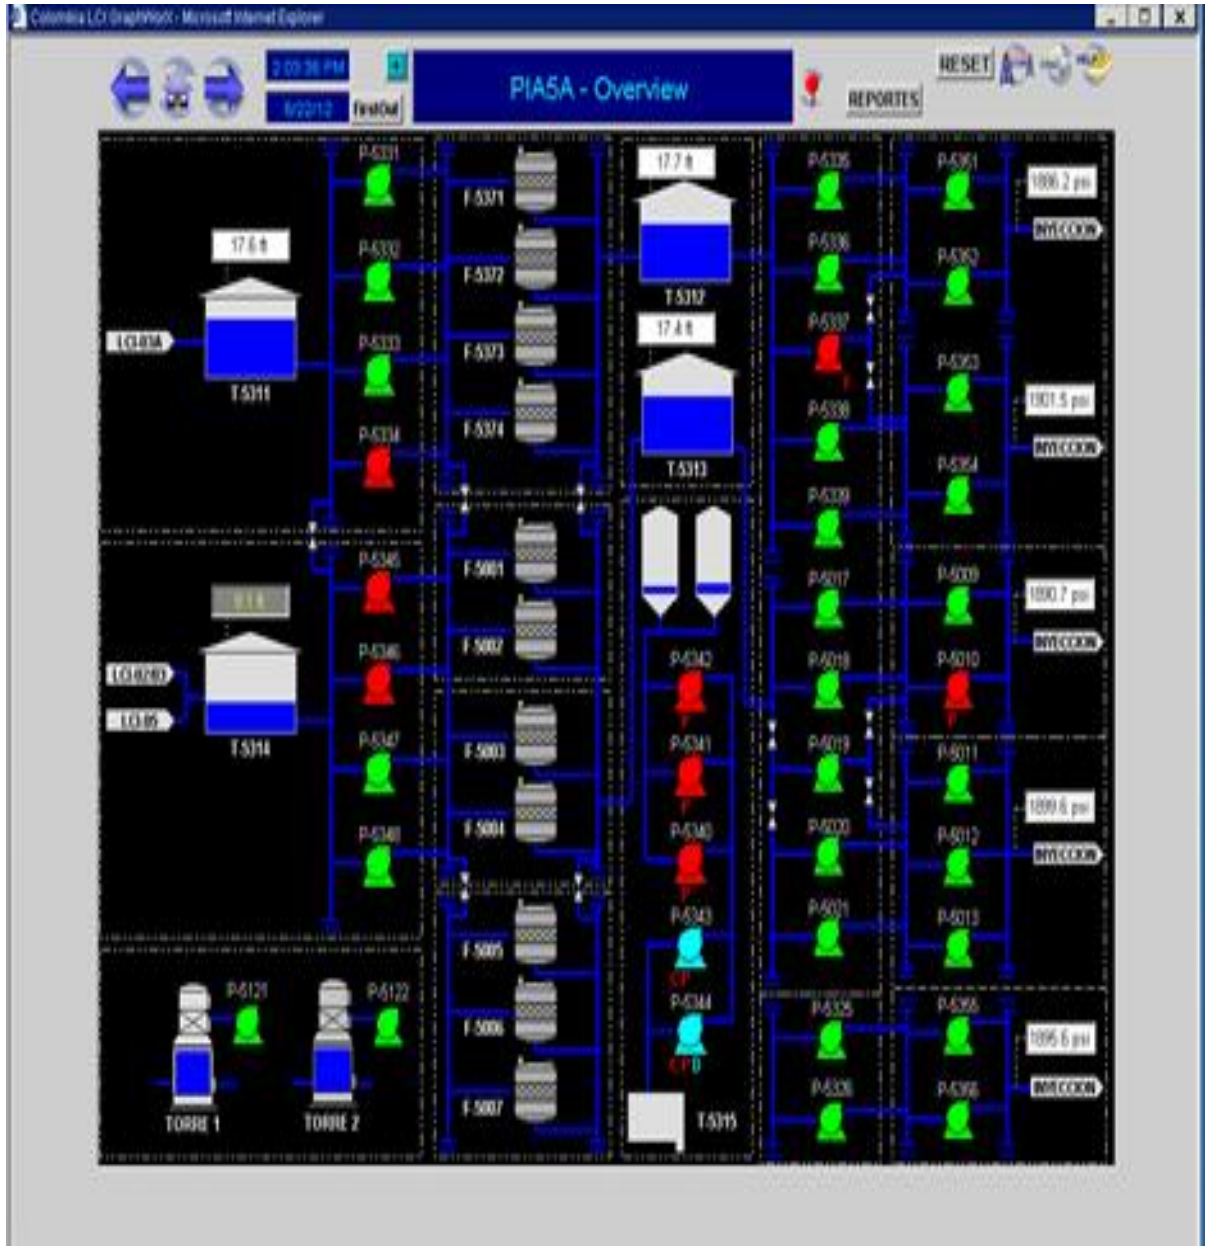 Colombia LCI GraphWorX - Microsoft Internet Explorer
2:03:36 PM
6/22/12
FirstOut
PIA5A - Overview
REPORTES
RESET
HELP
LCI-03A
17.6 ft
T-5311
P-5331
P-5332
P-5333
P-5334
LCI-05
T-5314
P-5345
P-5346
P-5347
P-5348
P-5121
P-5122
TORRE 1
TORRE 2
F-5371
F-5372
F-5373
F-5374
F-5001
F-5002
F-5003
F-5004
F-5005
F-5006
F-5007
17.7 ft
T-5312
17.4 ft
T-5313
P-5342
F
P-5341
F
P-5340
F
P-5343
CP
P-5344
CPD
T-5315
P-5335
P-5336
P-5337
P-5338
P-5339
P-5017
P-5018
P-5019
P-5020
P-5021
P-5325
P-5326
P-5351
P-5352
P-5353
P-5354
P-5009
P-5010
F
P-5011
P-5012
P-5013
P-5355
P-5356
1886.2 psi
INYECCION
1901.5 psi
INYECCION
1890.7 psi
INYECCION
1899.6 psi
INYECCION
1895.6 psi
INYECCION